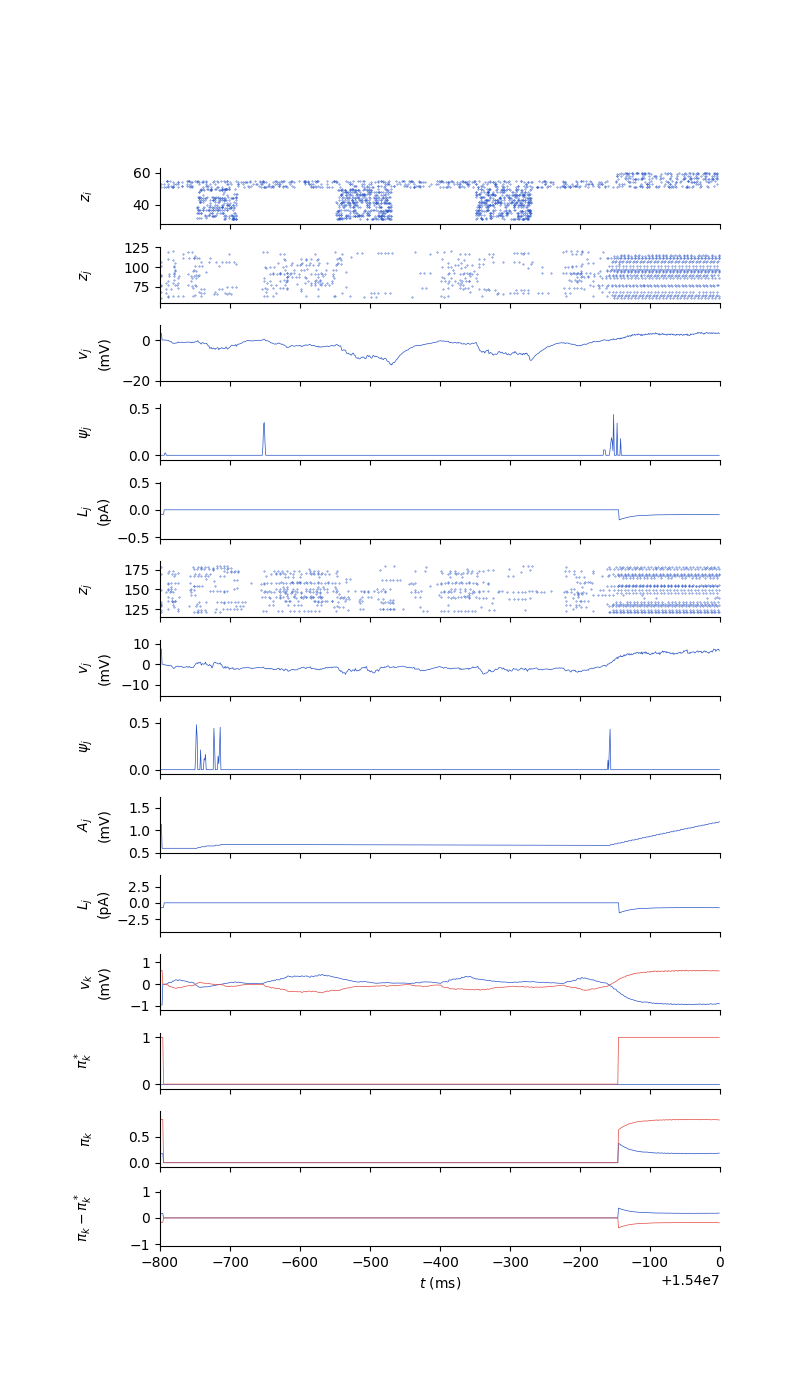 60
40
z_i
125
100
75
z_j
0
−20
v_j
(mV)
0.5
0.0
ψ_j
0.5
0.0
−0.5
L_j
(pA)
175
150
125
z_j
10
0
−10
v_j
(mV)
0.5
0.0
ψ_j
1.5
1.0
0.5
A_j
(mV)
2.5
0.0
−2.5
L_j
(pA)
1
0
−1
v_k
(mV)
1
0
π_k^*
0.5
0.0
π_k
1
0
−1
π_k − π_k^*
−800 −700 −600 −500 −400 −300 −200 −100 0
t (ms)
+1.54e7